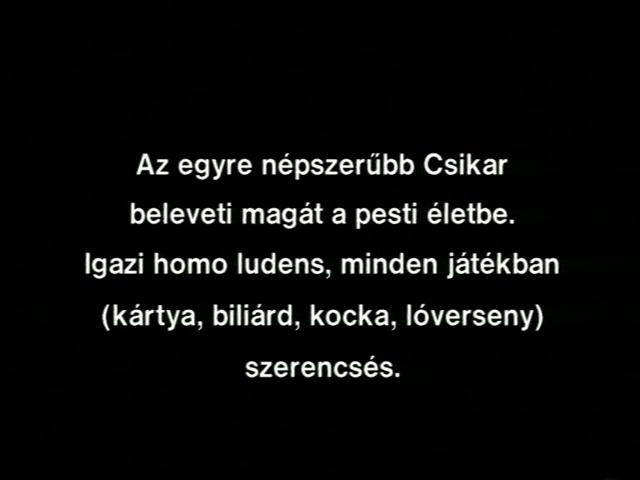 Az egyre népszerűbb Csikar
beleveti magát a pesti életbe.
Igazi homo ludens, minden játékban
(kártya, biliárd, kocka, lóverseny)
szerencsés.